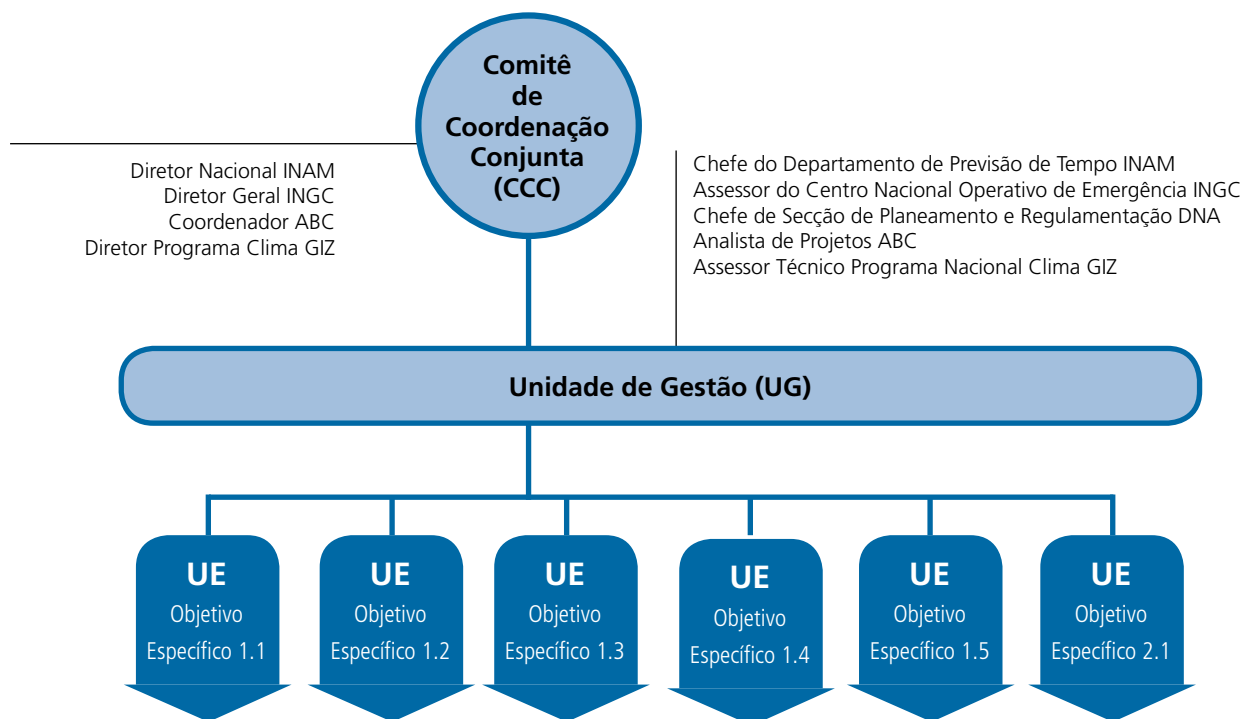 Comitê
de
Coordenação
Conjunta
(CCC)
Diretor Nacional INAM
Diretor Geral INGC
Coordenador ABC
Diretor Programa Clima GIZ
Chefe do Departamento de Previsão de Tempo INAM
Assessor do Centro Nacional Operativo de Emergência INGC
Chefe de Secção de Planeamento e Regulamentação DNA
Analista de Projetos ABC
Assessor Técnico Programa Nacional Clima GIZ
Unidade de Gestão (UG)
UE
Objetivo
Específico 1.1
UE
Objetivo
Específico 1.2
UE
Objetivo
Específico 1.3
UE
Objetivo
Específico 1.4
UE
Objetivo
Específico 1.5
UE
Objetivo
Específico 2.1